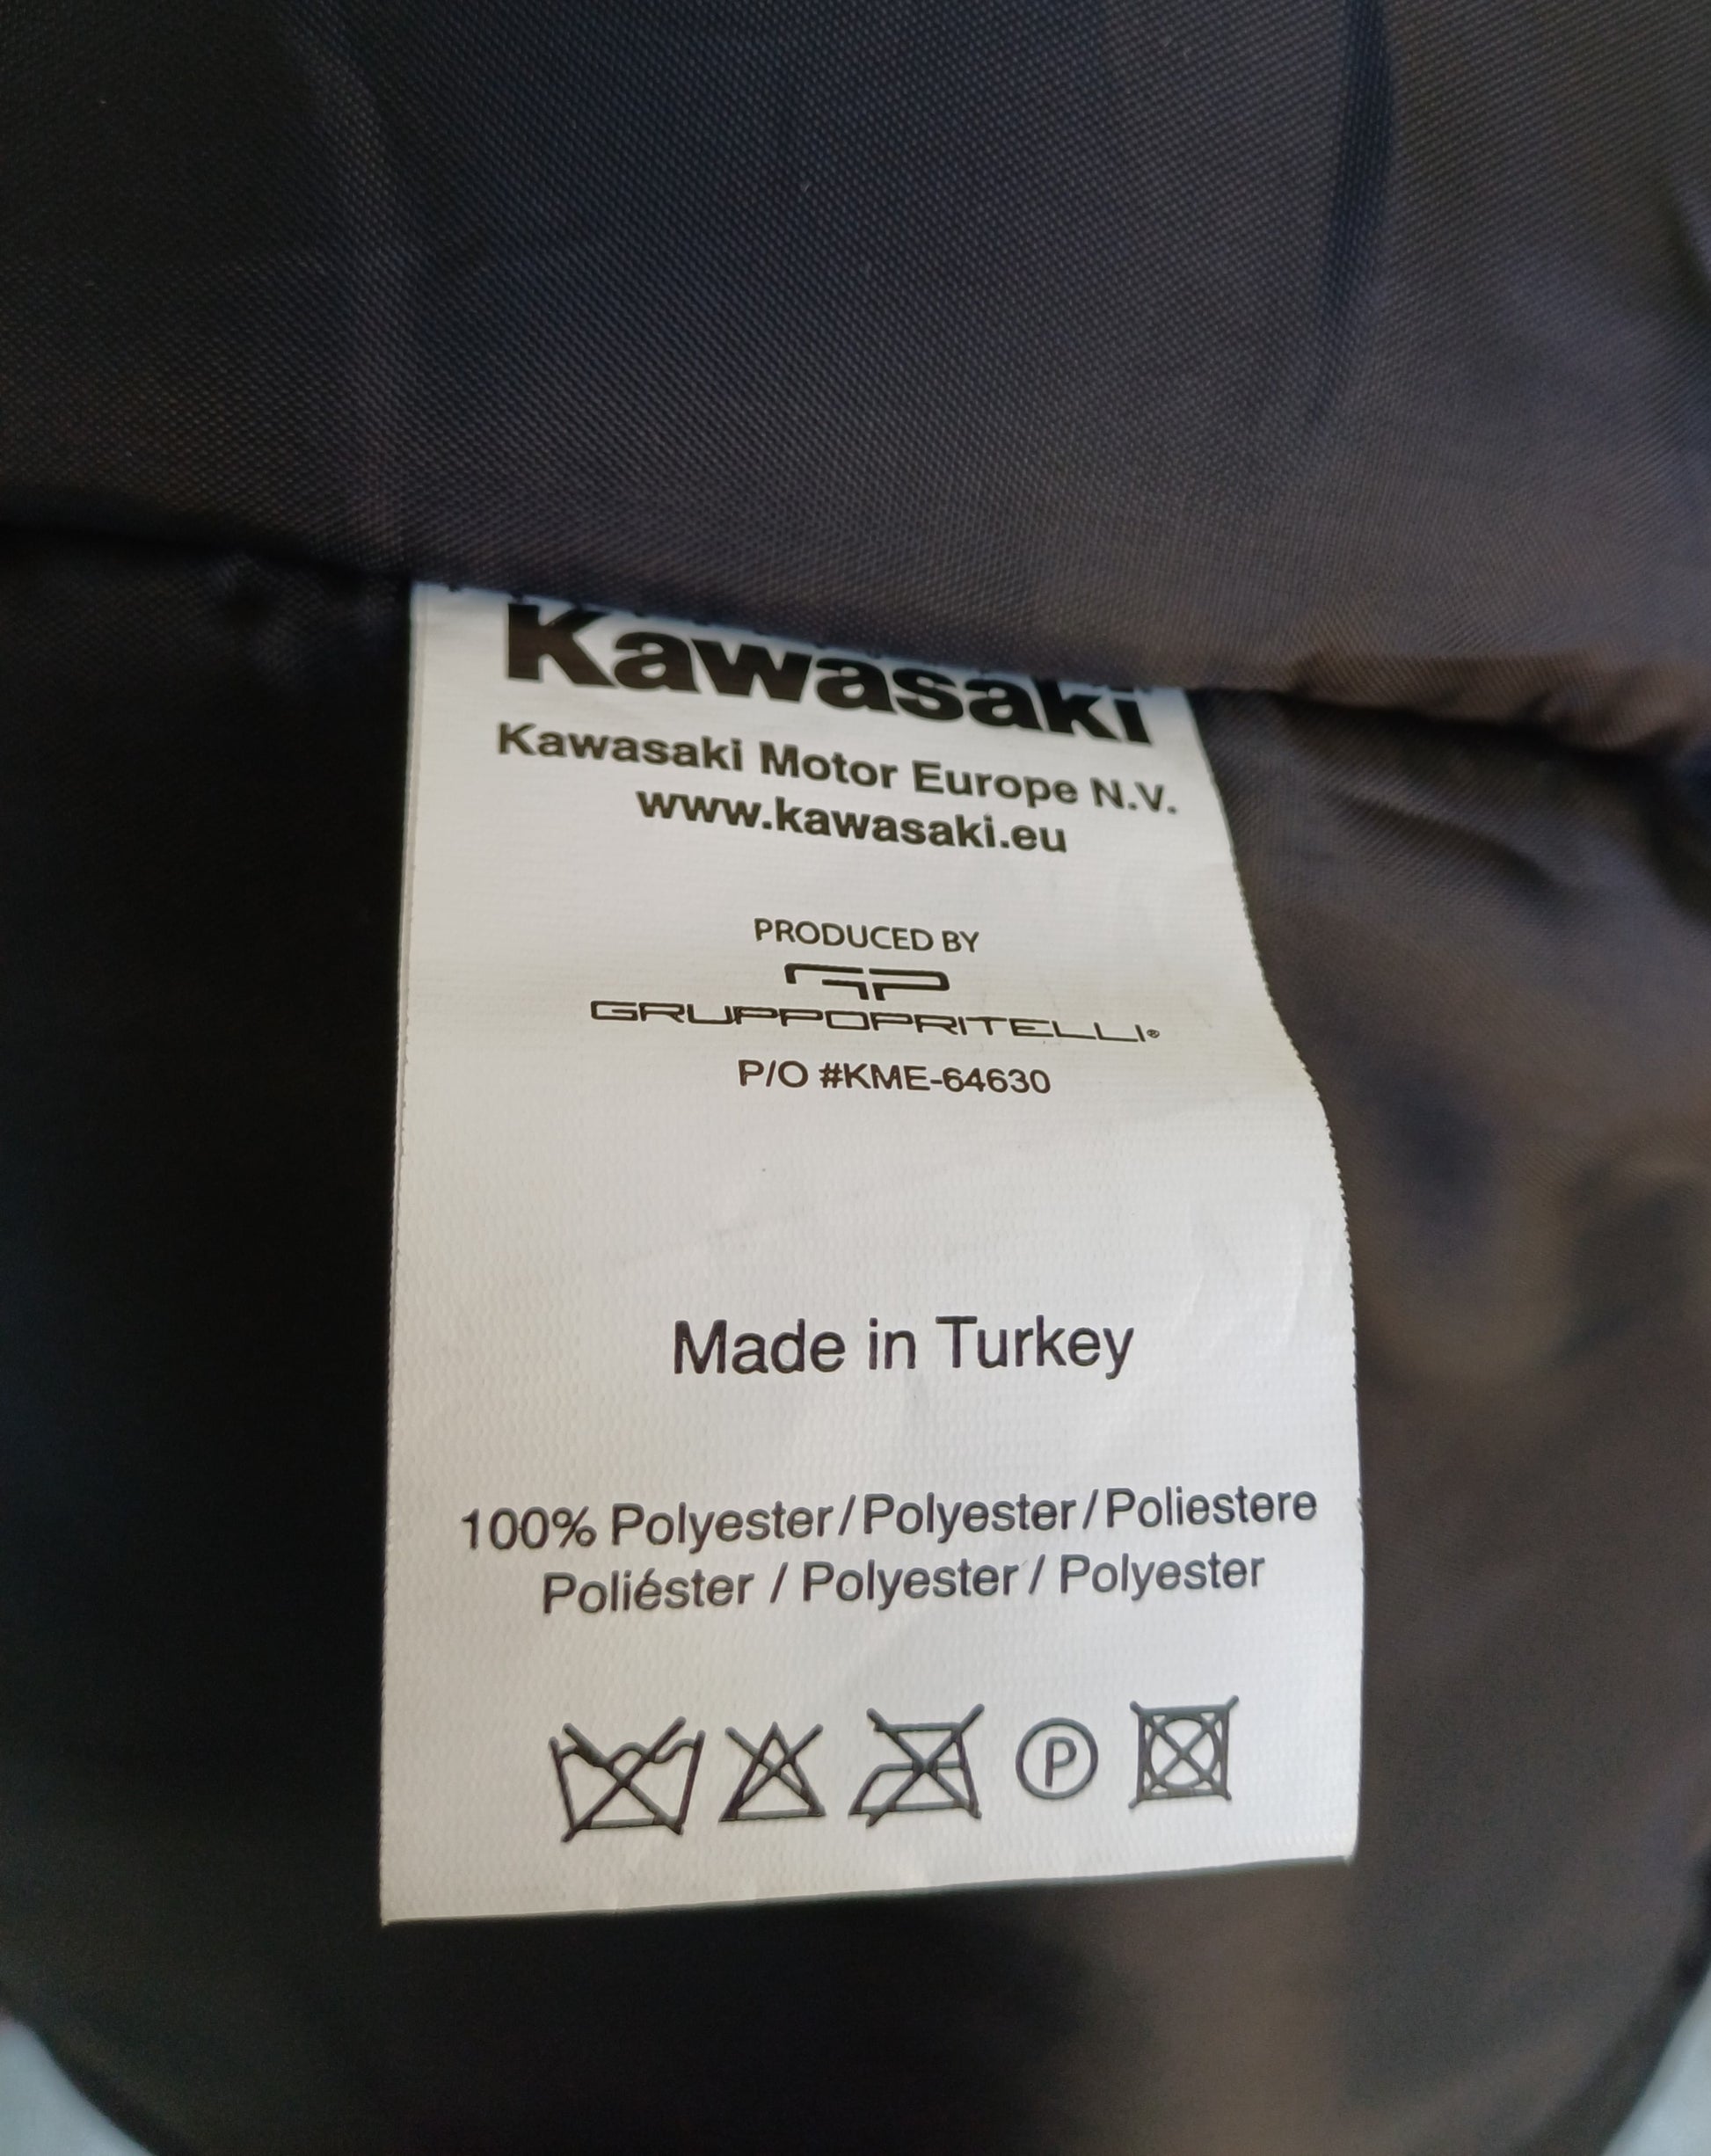 Kawasaki
Kawasaki Motor Europe N.V.
www.kawasaki.eu
PRODUCED BY
GP
GRUPPOPRITELLI®
P/O #KME-64630
Made in Turkey
100% Polyester/Polyester/Poliestere
Poliéster / Polyester / Polyester
P